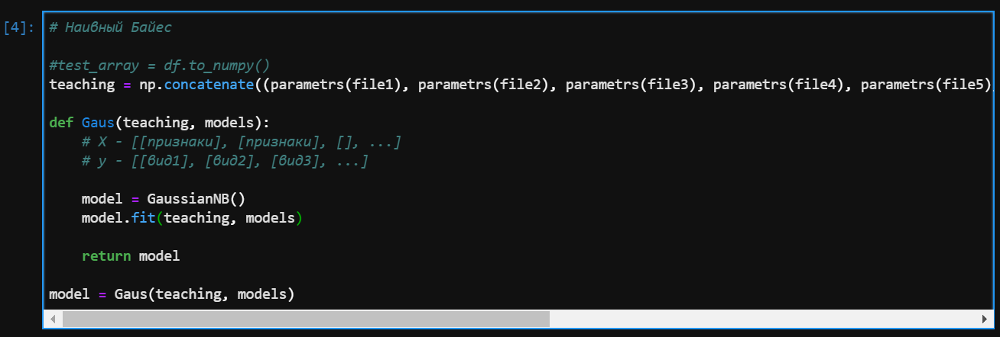 [4]:
# Наивный Байес
#test_array = df.to_numpy()
teaching = np.concatenate((parametrs(file1), parametrs(file2), parametrs(file3), parametrs(file4), parametrs(file5),
def Gaus(teaching, models):
# X - [[признаки], [признаки], [], ...]
# y - [[вид1], [вид2], [вид3], ...]
model = GaussianNB()
model.fit(teaching, models)
return model
model = Gaus(teaching, models)